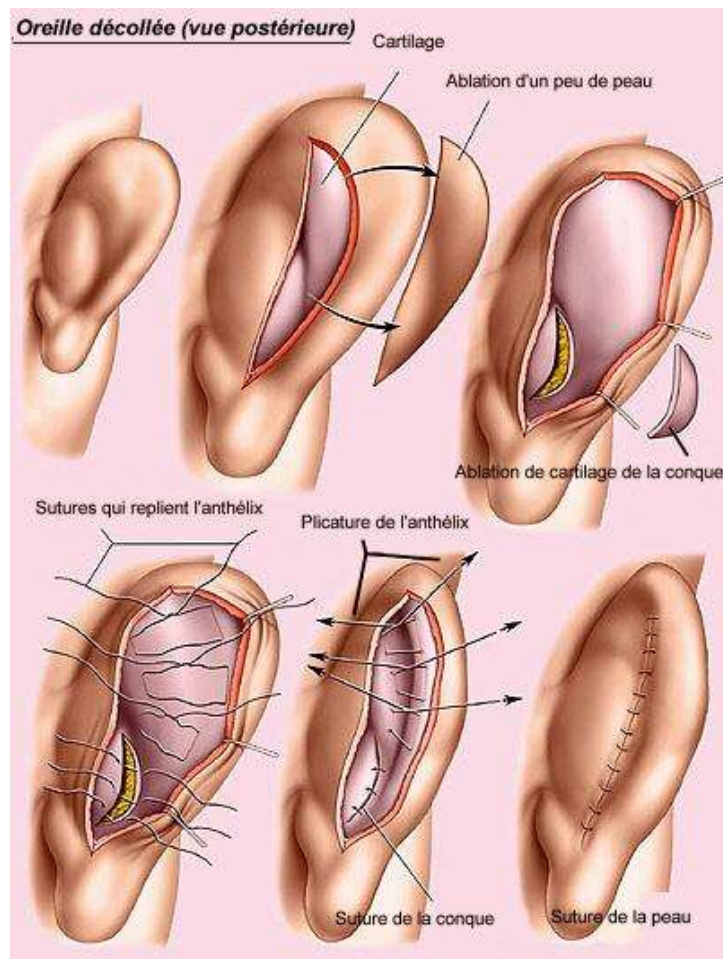 Oreille décollée (vue postérieure)
Cartilage
Ablation d'un peu de peau
Ablation de cartilage de la conque
Sutures qui replient l'anthélix
Plicature de l'anthélix
Suture de la conque
Suture de la peau